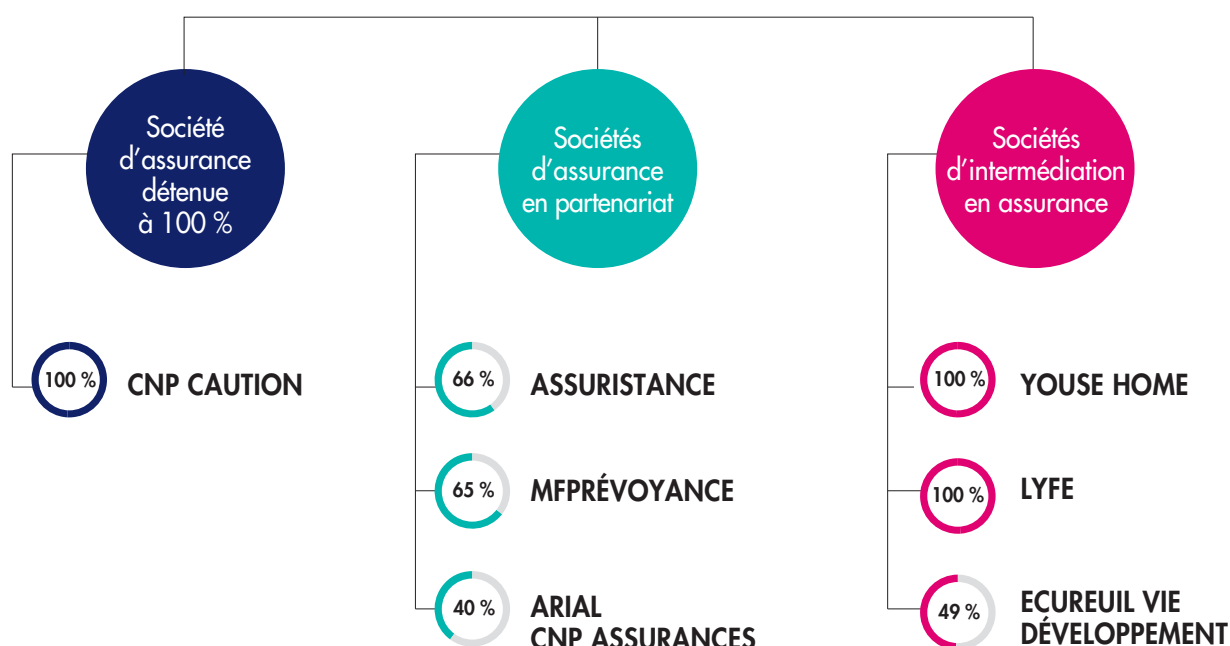 Société
d'assurance
détenue
à 100 %
Sociétés
d'assurance
en partenariat
Sociétés
d'intermédiation
en assurance
100 %
CNP CAUTION
66 %
ASSURISTANCE
100 %
YOUSE HOME
65 %
MFPRÉVOYANCE
100 %
LYFE
40 %
ARIAL
CNP ASSURANCES
49 %
ECUREUIL VIE
DÉVELOPPEMENT